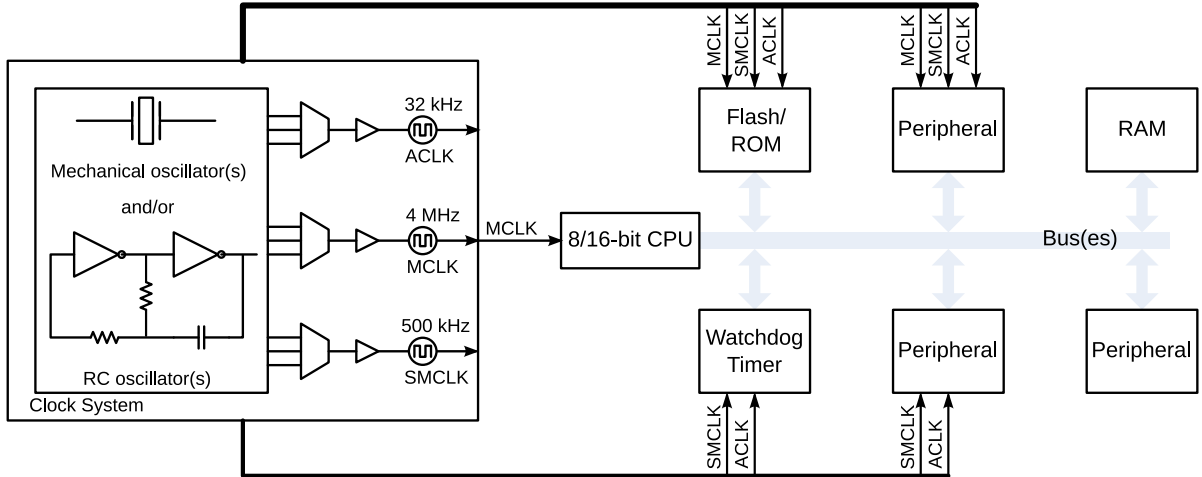 MCLK
SMCLK
ACLK
MCLK
SMCLK
ACLK
Mechanical oscillator(s)
and/or
RC oscillator(s)
Clock System
32 kHz
ACLK
4 MHz
MCLK
500 kHz
SMCLK
MCLK
8/16-bit CPU
Flash/
ROM
Peripheral
RAM
Bus(es)
Watchdog
Timer
Peripheral
Peripheral
SMCLK
ACLK
SMCLK
ACLK